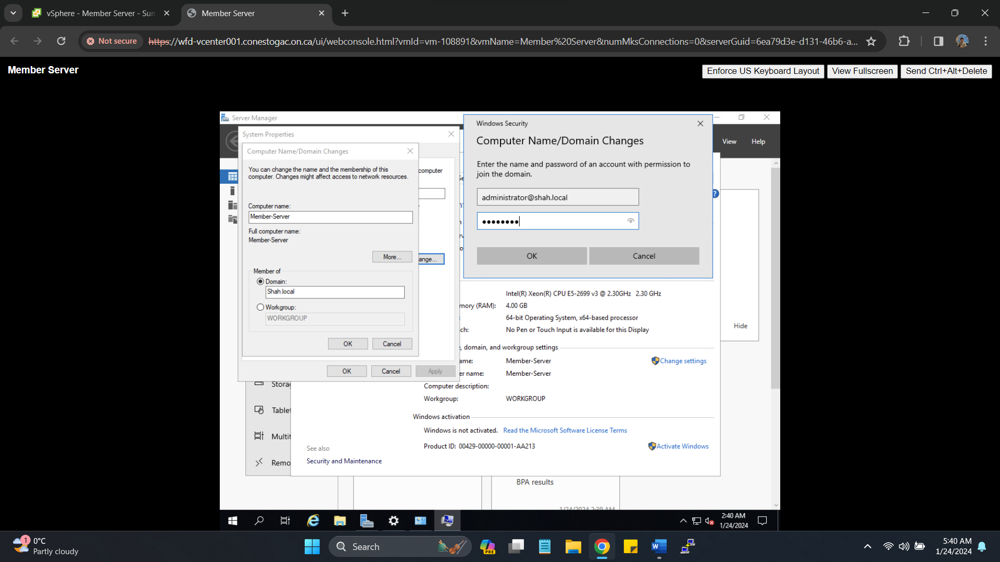 vSphere - Member Server - Sum
Member Server
Not secure
https://wfd-vcenter001.conestogac.on.ca/ui/webconsole.html?vmId=vm-108891&vmName=Member%20Server&numMksConnections=0&serverGuid=6ea79d3e-d131-46b6-a...
Member Server
Enforce US Keyboard Layout
View Fullscreen
Send Ctrl+Alt+Delete
Server Manager
View
Help
System Properties
Computer Name/Domain Changes
You can change the name and the membership of this
computer. Changes might affect access to network resources.
computer
Computer name:
Member-Server
Full computer name:
Member-Server
More...
ange...
Member of
Domain:
Shah.local
Workgroup:
WORKGROUP
OK
Cancel
OK
Cancel
Apply
Windows Security
Computer Name/Domain Changes
Enter the name and password of an account with permission to
join the domain.
administrator@shah.local
●●●●●●●●
OK
Cancel
Intel(R) Xeon(R) CPU E5-2699 v3 @ 2.30GHz 2.30 GHz
mory (RAM):
4.00 GB
64-bit Operating System, x64-based processor
ch:
No Pen or Touch Input is available for this Display
Hide
, domain, and workgroup settings
ame:
Member-Server
Change settings
er name:
Member-Server
Computer description:
Workgroup:
WORKGROUP
Windows activation
Windows is not activated. Read the Microsoft Software License Terms
Product ID: 00429-00000-00001-AA213
Activate Windows
Storag
Tablet
Multit
Remo
See also
Security and Maintenance
BPA results
1/24/2024 2:39 AM
2:40 AM
1/24/2024
1
0°C
Partly cloudy
Search
PRE
5:40 AM
1/24/2024